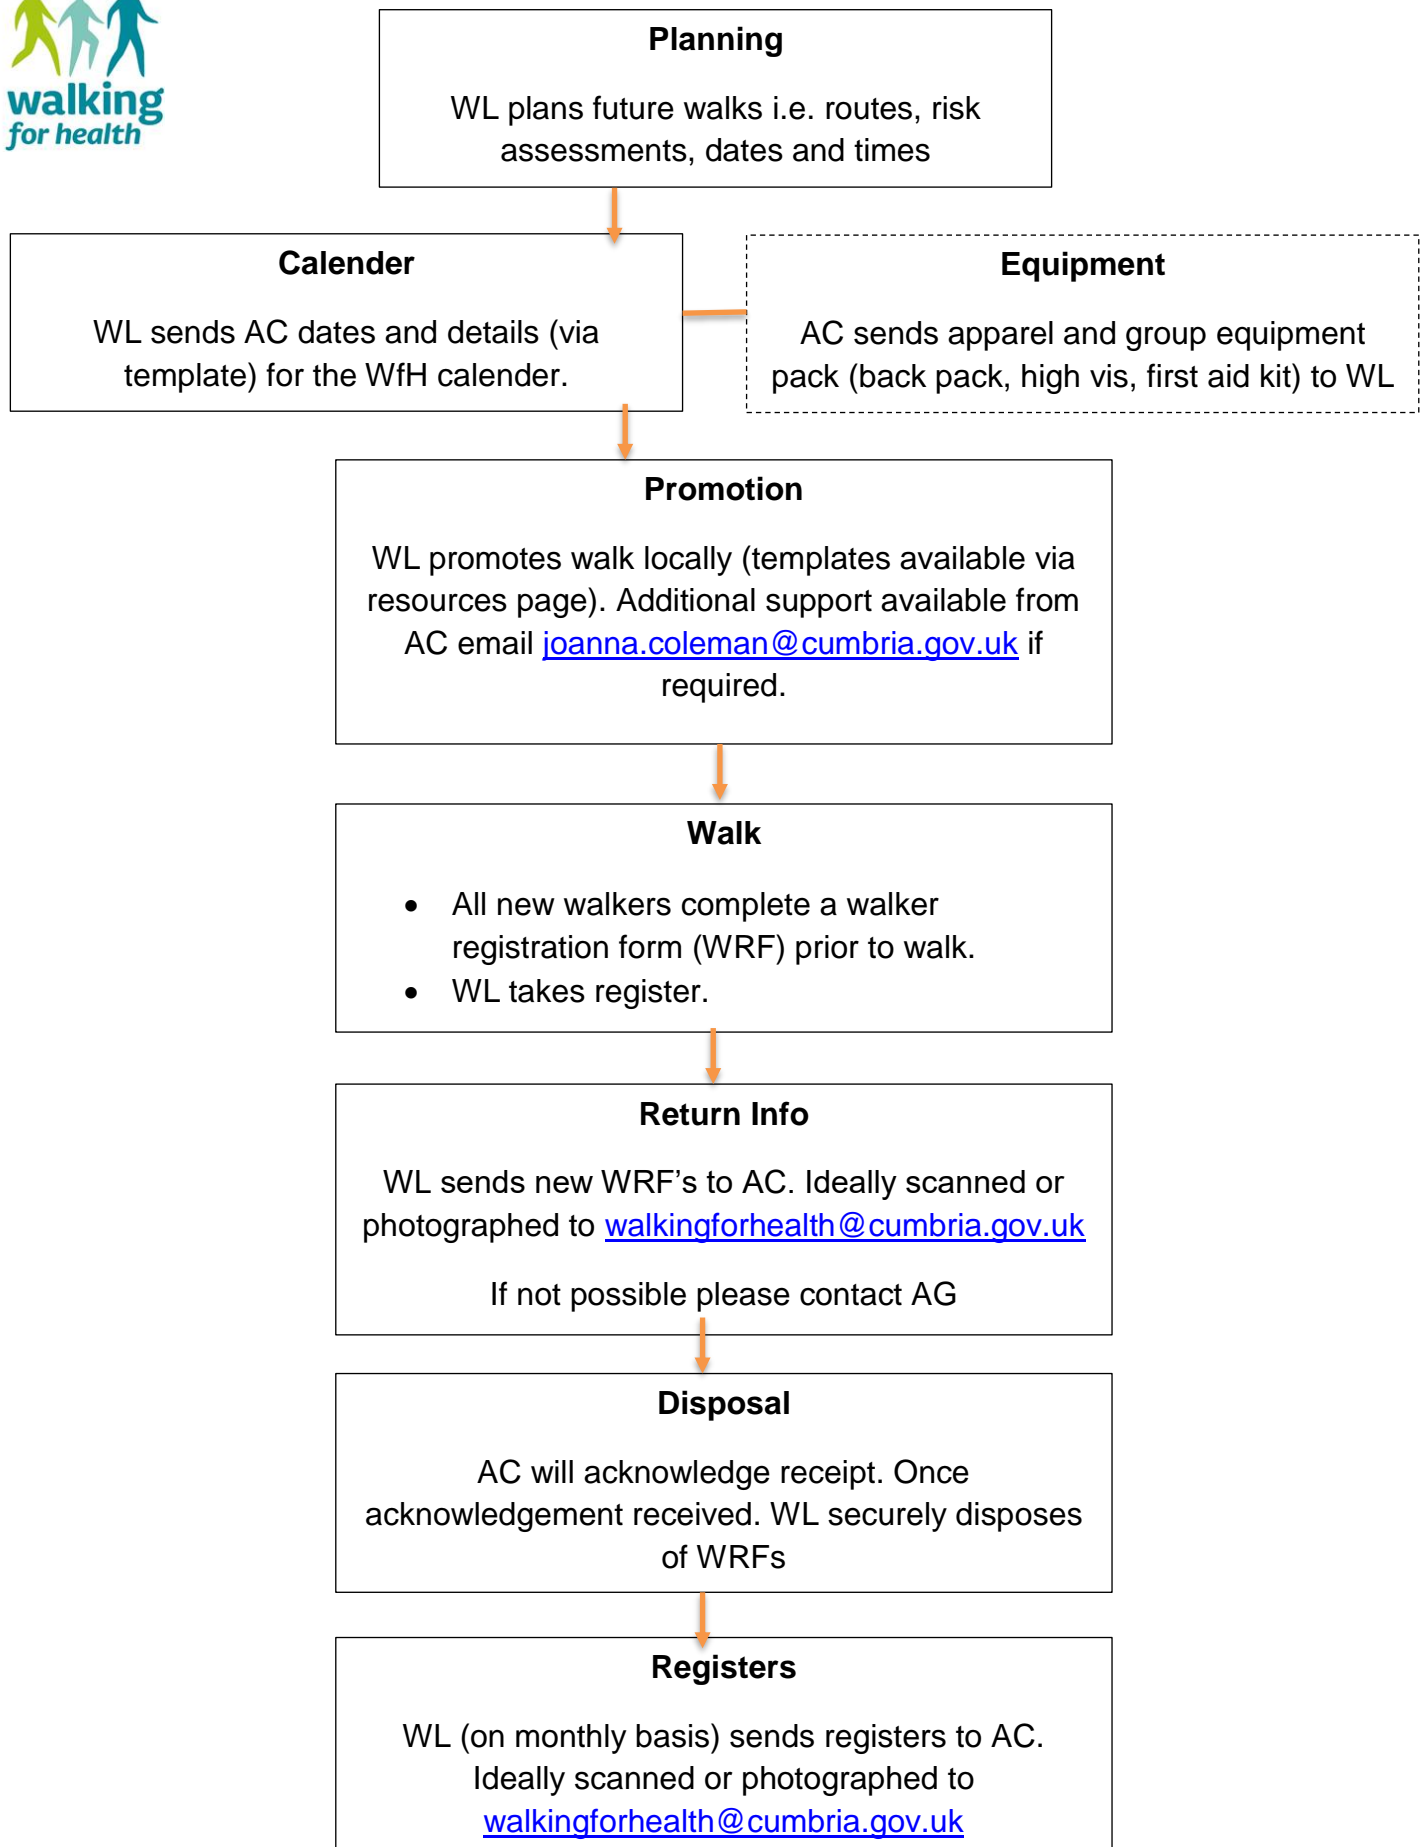 walking
for health
Planning
WL plans future walks i.e. routes, risk
assessments, dates and times
Calender
WL sends AC dates and details (via
template) for the WfH calender.
Equipment
AC sends apparel and group equipment
pack (back pack, high vis, first aid kit) to WL
Promotion
WL promotes walk locally (templates available via
resources page). Additional support available from
AC email joanna.coleman@cumbria.gov.uk if
required.
Walk
• All new walkers complete a walker
registration form (WRF) prior to walk.
• WL takes register.
Return Info
WL sends new WRF’s to AC. Ideally scanned or
photographed to walkingforhealth@cumbria.gov.uk
If not possible please contact AG
Disposal
AC will acknowledge receipt. Once
acknowledgement received. WL securely disposes
of WRFs
Registers
WL (on monthly basis) sends registers to AC.
Ideally scanned or photographed to
walkingforhealth@cumbria.gov.uk